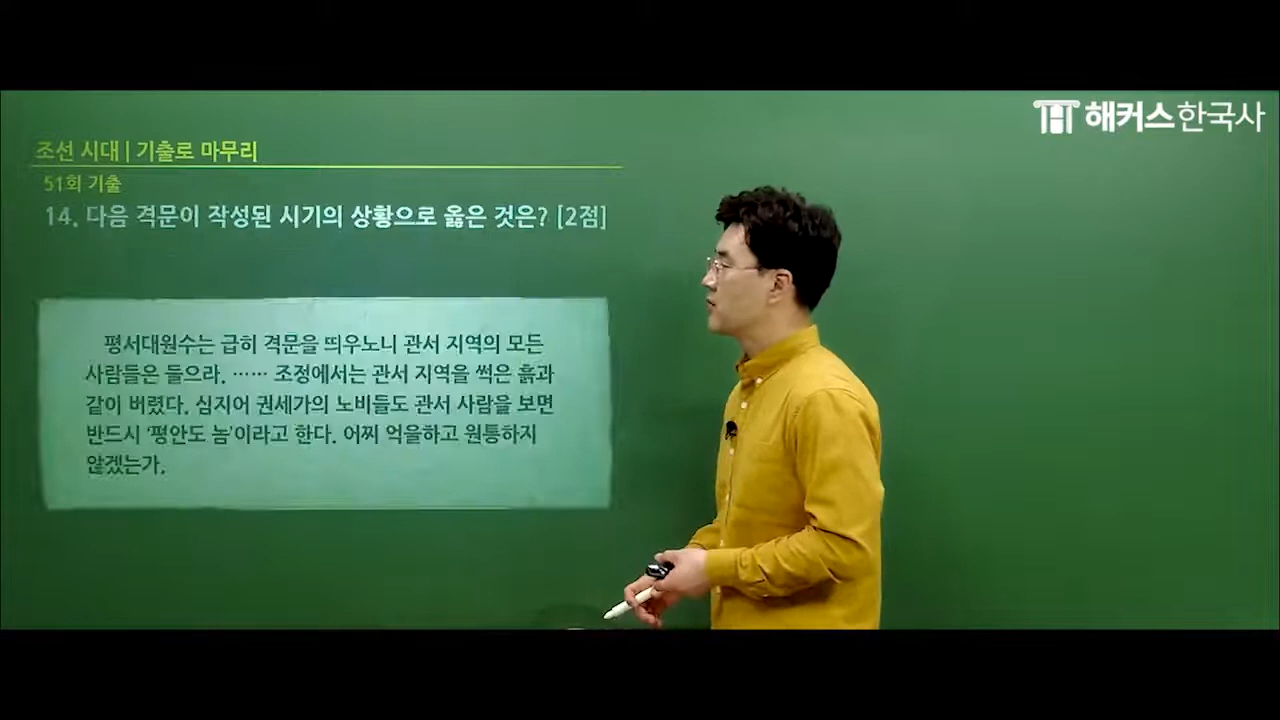 해커스한국사
조선 시대 | 기출로 마무리
51회 기출
14. 다음 격문이 작성된 시기의 상황으로 옳은 것은? [2점]
평서대원수는 급히 격문을 띄우노니 관서 지역의 모든
사람들은 들으라. …… 조정에서는 관서 지역을 썩은 흙과
같이 버렸다. 심지어 권세가의 노비들도 관서 사람을 보면
반드시 '평안도 놈'이라고 한다. 어찌 억울하고 원통하지
않겠는가.